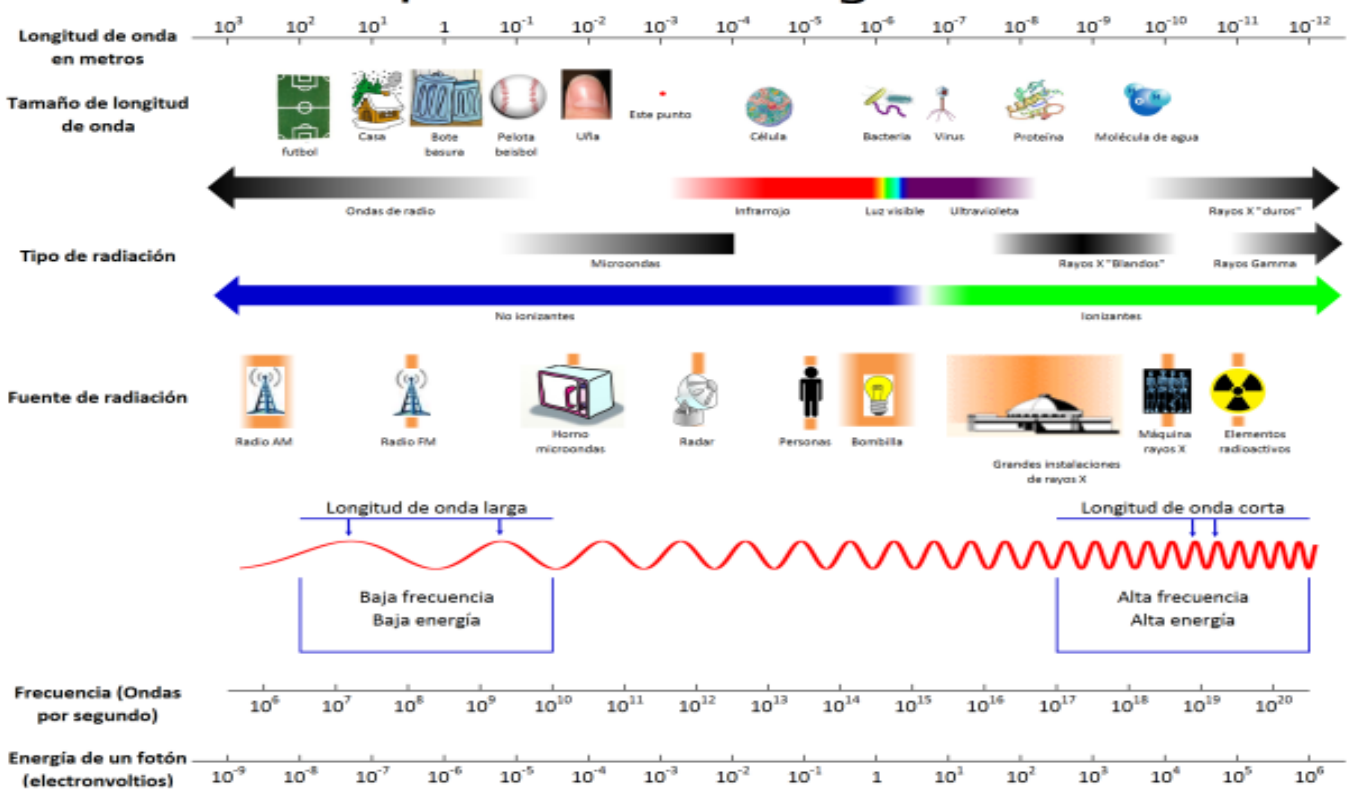 Longitud de onda
en metros
10³ 10² 10¹ 1 10⁻¹ 10⁻² 10⁻³ 10⁻⁴ 10⁻⁵ 10⁻⁶ 10⁻⁷ 10⁻⁸ 10⁻⁹ 10⁻¹⁰ 10⁻¹¹ 10⁻¹²
Tamaño de longitud
de onda
futbol
Casa
Bote
basura
Pelota
beisbol
Uña
Este punto
Célula
Bacteria
Virus
Proteína
Molécula de agua
Tipo de radiación
Ondas de radio
Infrarrojo
Luz visible
Ultravioleta
Rayos X "duros"
Microondas
Rayos X "Blandos"
Rayos Gamma
No ionizantes
Ionizantes
Fuente de radiación
Radio AM
Radio FM
Horno
microondas
Radar
Personas
Bombilla
Grandes instalaciones
de rayos X
Máquina
rayos X
Elementos
radioactivos
Longitud de onda larga
Longitud de onda corta
Baja frecuencia
Baja energía
Alta frecuencia
Alta energía
Frecuencia (Ondas
por segundo)
10⁶ 10⁷ 10⁸ 10⁹ 10¹⁰ 10¹¹ 10¹² 10¹³ 10¹⁴ 10¹⁵ 10¹⁶ 10¹⁷ 10¹⁸ 10¹⁹ 10²⁰
Energía de un fotón
(electronvoltios)
10⁻⁹ 10⁻⁸ 10⁻⁷ 10⁻⁶ 10⁻⁵ 10⁻⁴ 10⁻³ 10⁻² 10⁻¹ 1 10¹ 10² 10³ 10⁴ 10⁵ 10⁶